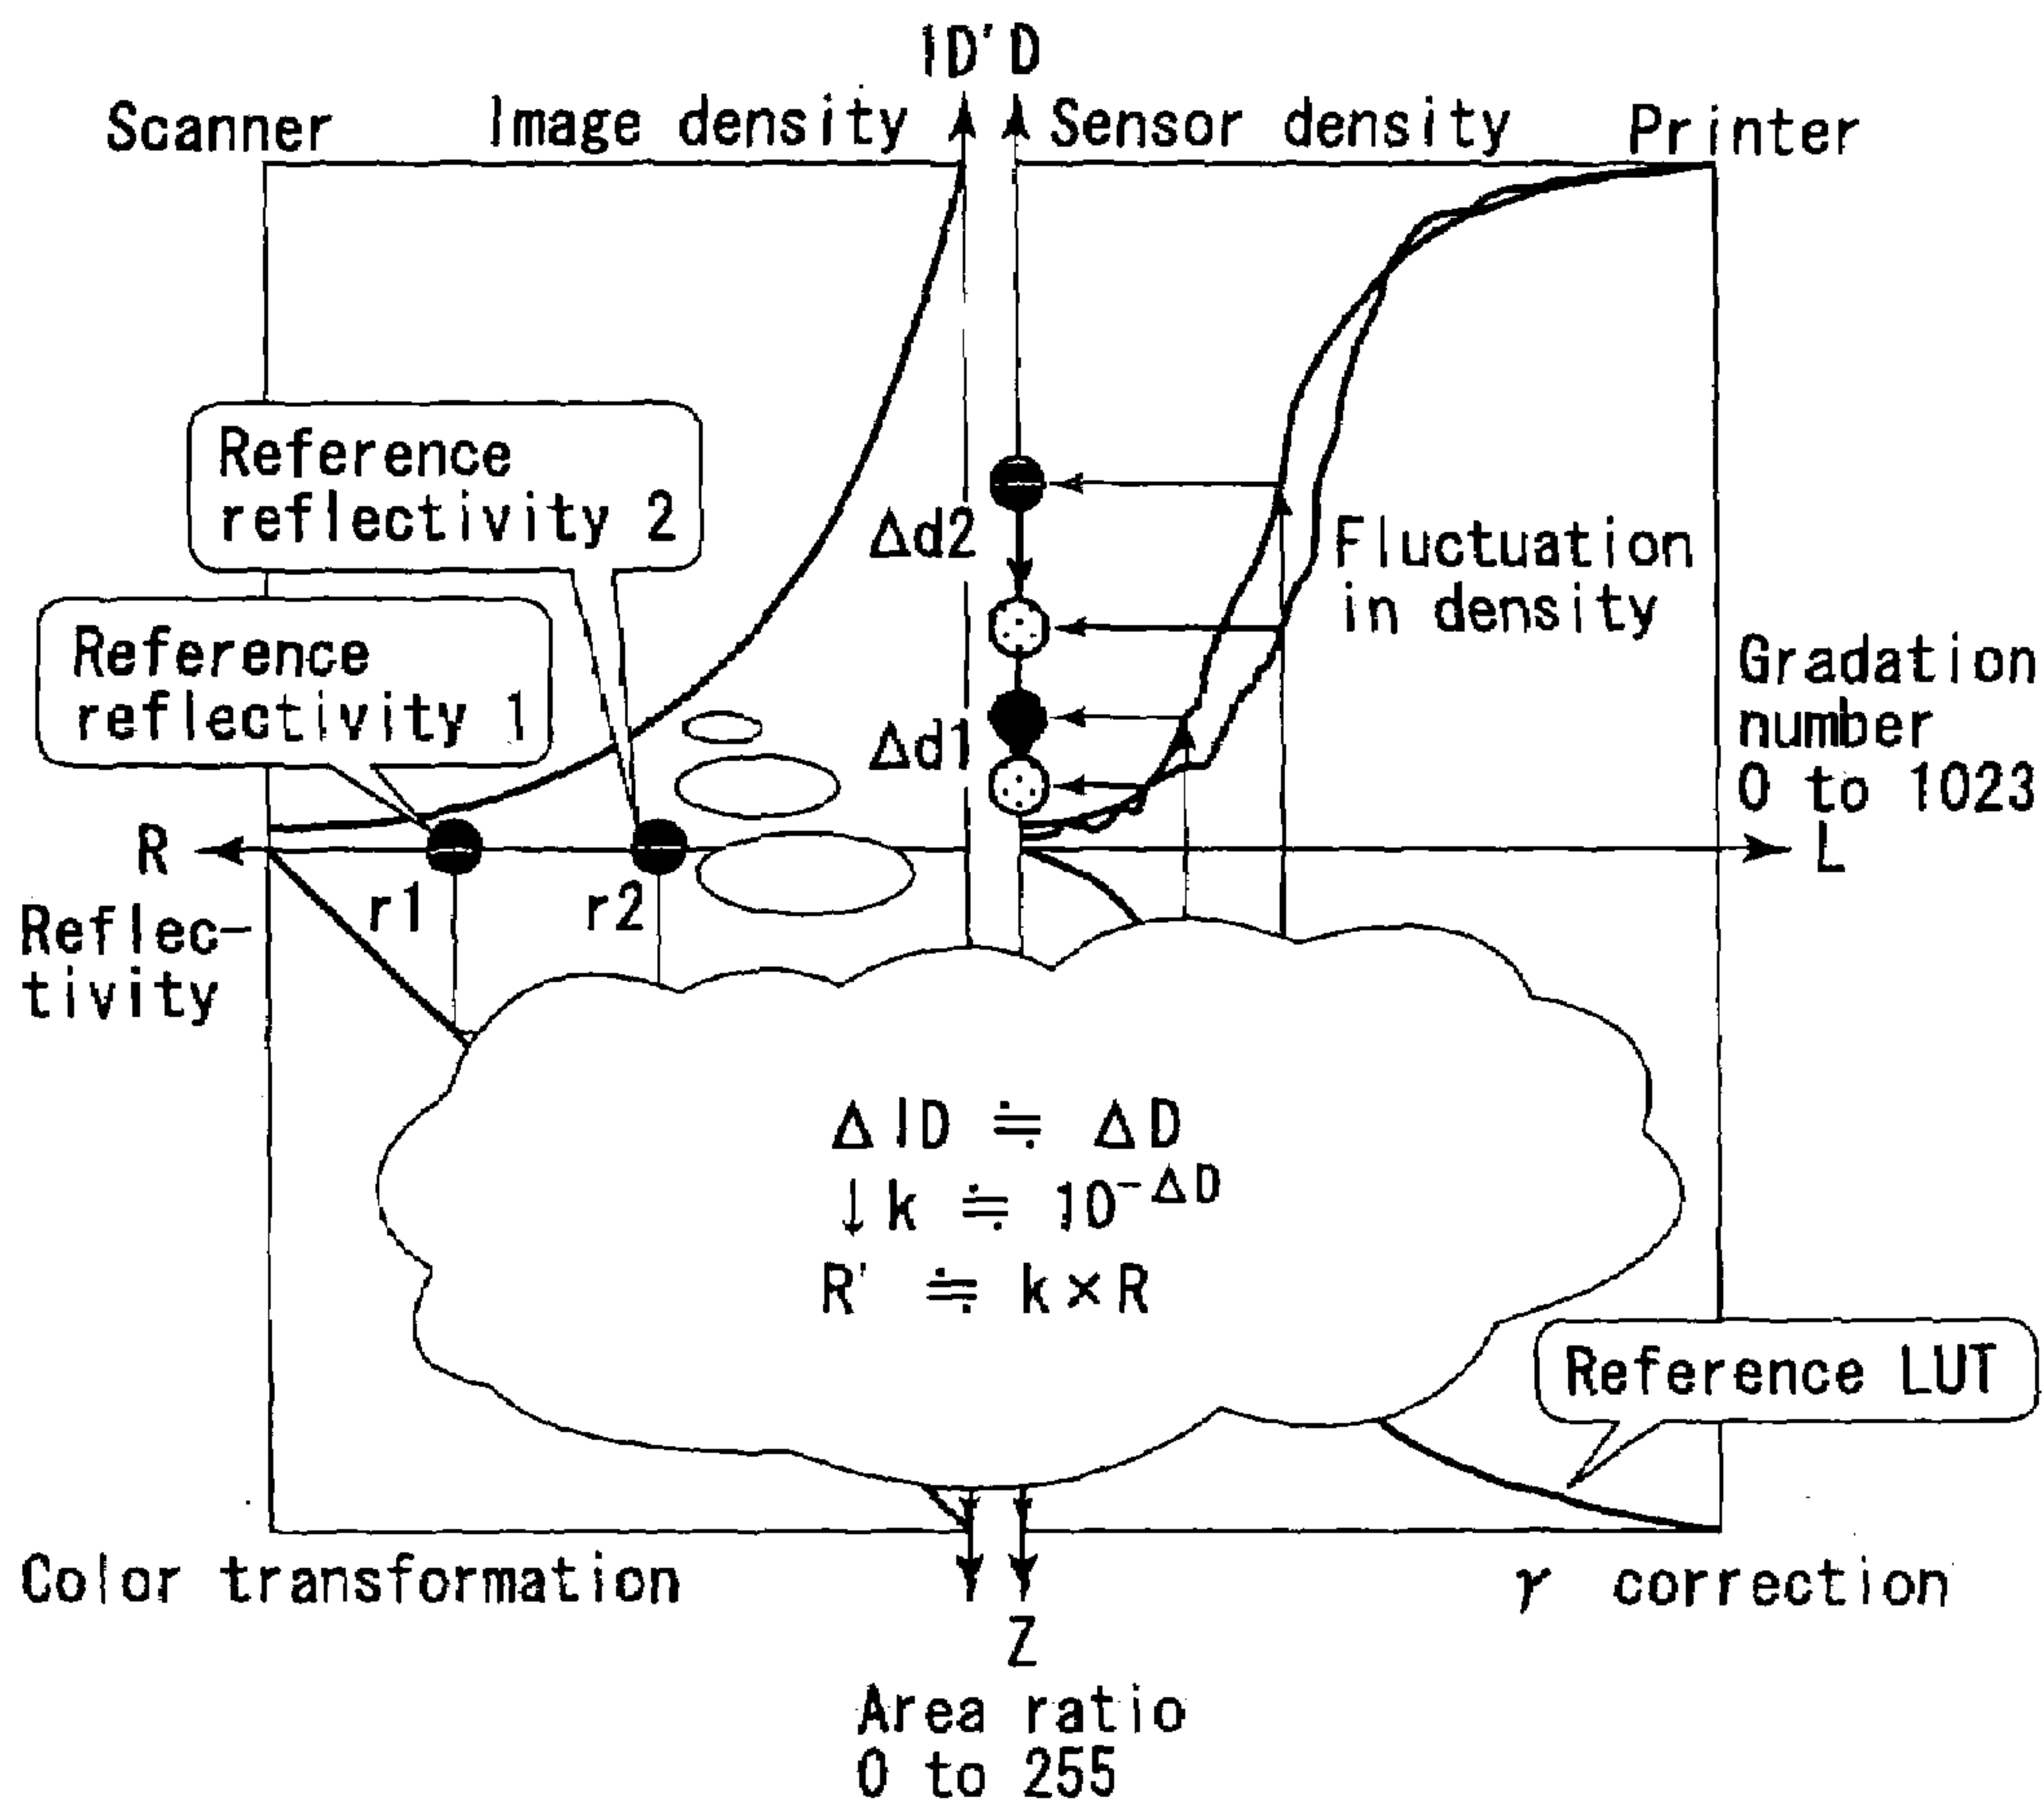 ID' D
Scanner
Image density
Sensor density
Printer
Reference
reflectivity 2
Δd2
Fluctuation
in density
Reference
reflectivity 1
Δd1
Gradation
number
0 to 1023
R
L
r1
r2
Reflec-
tivity
ΔID ≒ ΔD
↓k ≒ 10^-ΔD
R' ≒ k×R
Reference LUT
Color transformation
γ correction
Z
Area ratio
0 to 255